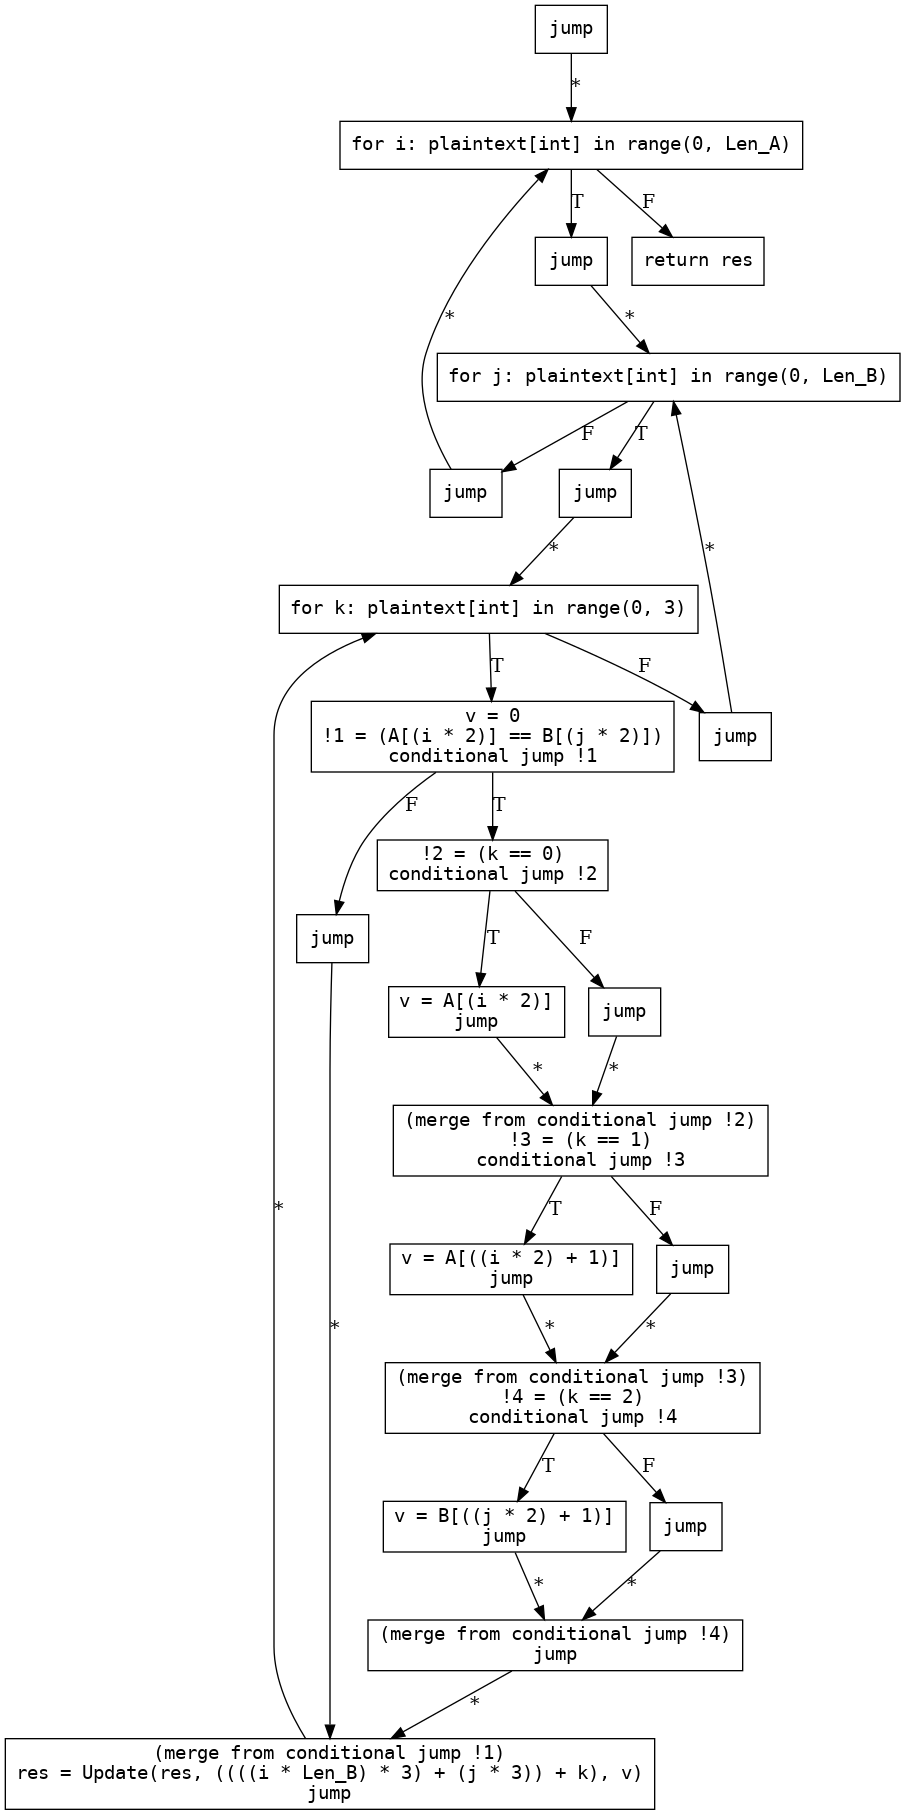 jump
*
for i: plaintext[int] in range(0, Len_A)
T
F
jump
return res
*
*
for j: plaintext[int] in range(0, Len_B)
F
T
jump
jump
*
*
for k: plaintext[int] in range(0, 3)
T
F
v = 0
!1 = (A[(i * 2)] == B[(j * 2)])
conditional jump !1
jump
F
T
!2 = (k == 0)
conditional jump !2
jump
T
F
v = A[(i * 2)]
jump
jump
*
*
(merge from conditional jump !2)
!3 = (k == 1)
conditional jump !3
*
T
F
v = A[((i * 2) + 1)]
jump
jump
*
*
*
(merge from conditional jump !3)
!4 = (k == 2)
conditional jump !4
T
F
v = B[((j * 2) + 1)]
jump
jump
*
*
(merge from conditional jump !4)
jump
*
(merge from conditional jump !1)
res = Update(res, ((((i * Len_B) * 3) + (j * 3)) + k), v)
jump